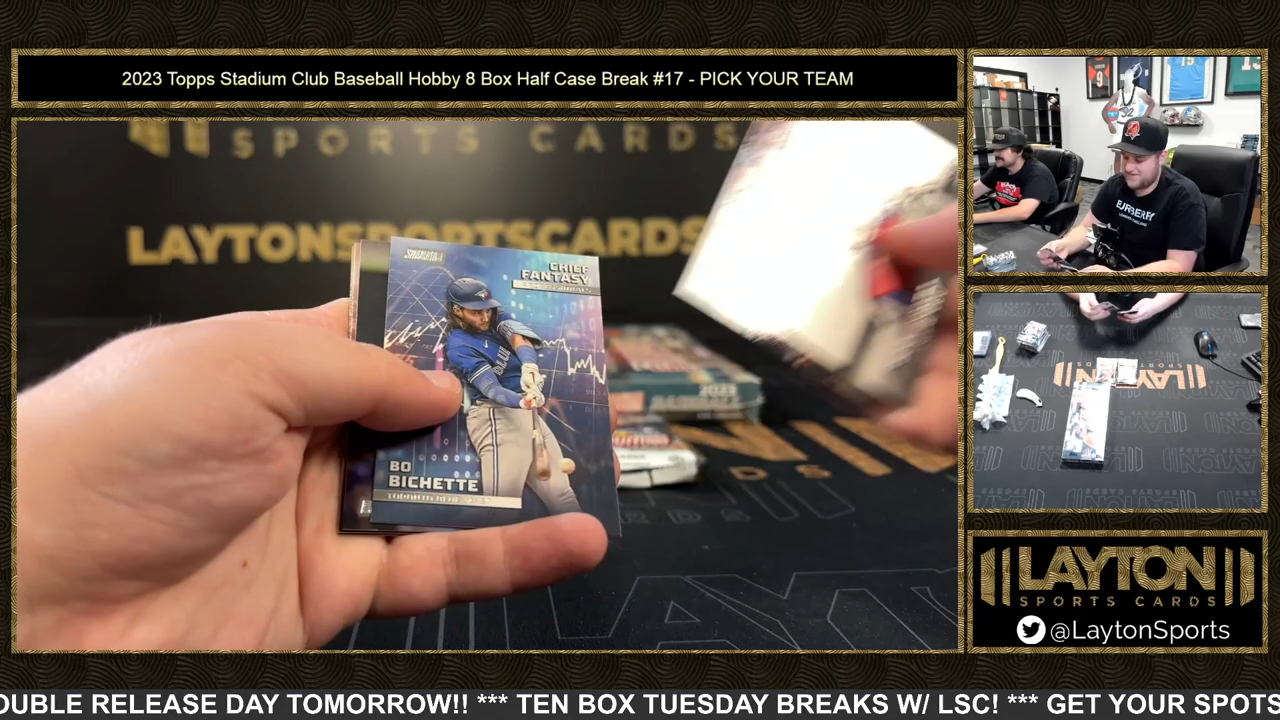 2023 Topps Stadium Club Baseball Hobby 8 Box Half Case Break #17 - PICK YOUR TEAM
SPORTS CARDS
LAYTONSPORTSCARDS
CHIEF
FANTASY
BO
BICHETTE
2023
BURBERRY
LAYTON
SPORTS CARDS
@LaytonSports
OUBLE RELEASE DAY TOMORROW!! *** TEN BOX TUESDAY BREAKS W/ LSC! *** GET YOUR SPOTS